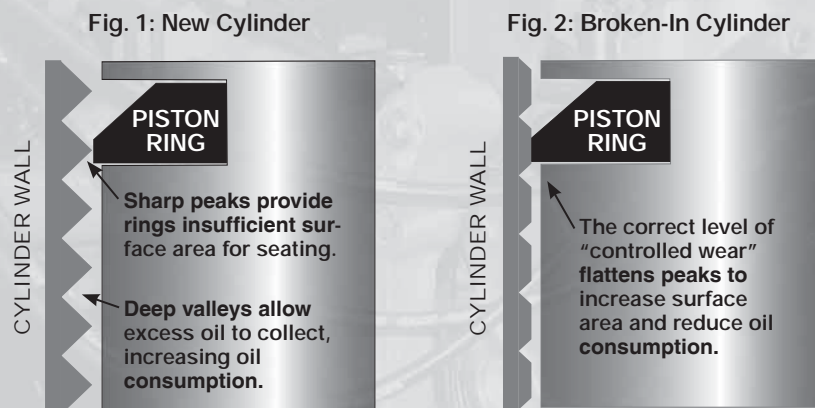 Fig. 1: New Cylinder
CYLINDER WALL
PISTON
RING
Sharp peaks provide
rings insufficient sur-
face area for seating.
Deep valleys allow
excess oil to collect,
increasing oil
consumption.
Fig. 2: Broken-In Cylinder
CYLINDER WALL
PISTON
RING
The correct level of
“controlled wear”
flattens peaks to
increase surface
area and reduce oil
consumption.